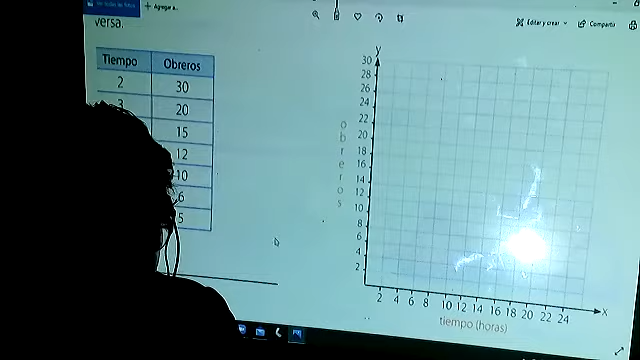 Agregar a..
Editar y crear
Compartir
versa.
Tiempo Obreros
2 30
3 20
15
12
10
6
5
y
30
28
26
24
22
20
18
16
14
12
10
8
6
4
2
obreros
2 4 6 8 10 12 14 16 18 20 22 24
x
tiempo (horas)